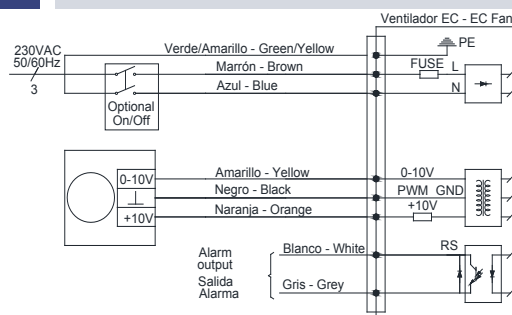 Ventilador EC - EC Fan
230VAC
50/60Hz
3
Verde/Amarillo - Green/Yellow
PE
Marrón - Brown
FUSE L
Azul - Blue
N
Optional
On/Off
0-10V
+10V
Amarillo - Yellow
0-10V
Negro - Black
PWM GND
Naranja - Orange
+10V
Alarm
output
Salida
Alarma
Blanco - White
RS
Gris - Grey